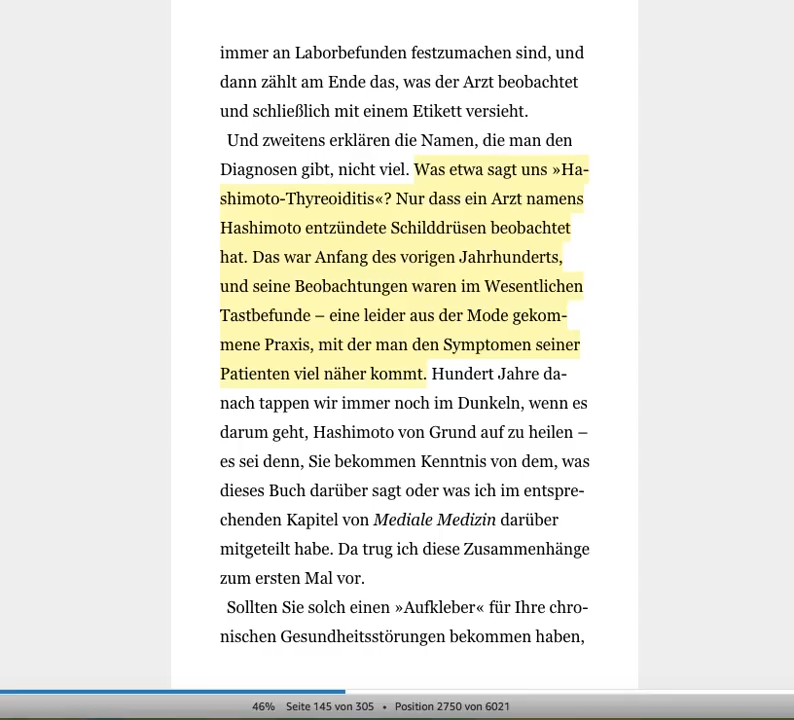 immer an Laborbefunden festzumachen sind, und
dann zählt am Ende das, was der Arzt beobachtet
und schließlich mit einem Etikett versieht.
Und zweitens erklären die Namen, die man den
Diagnosen gibt, nicht viel. Was etwa sagt uns »Ha-
shimoto-Thyreoiditis«? Nur dass ein Arzt namens
Hashimoto entzündete Schilddrüsen beobachtet
hat. Das war Anfang des vorigen Jahrhunderts,
und seine Beobachtungen waren im Wesentlichen
Tastbefunde – eine leider aus der Mode gekom-
mene Praxis, mit der man den Symptomen seiner
Patienten viel näher kommt. Hundert Jahre da-
nach tappen wir immer noch im Dunkeln, wenn es
darum geht, Hashimoto von Grund auf zu heilen –
es sei denn, Sie bekommen Kenntnis von dem, was
dieses Buch darüber sagt oder was ich im entspre-
chenden Kapitel von Mediale Medizin darüber
mitgeteilt habe. Da trug ich diese Zusammenhänge
zum ersten Mal vor.
Sollten Sie solch einen »Aufkleber« für Ihre chro-
nischen Gesundheitsstörungen bekommen haben,
46% Seite 145 von 305 • Position 2750 von 6021